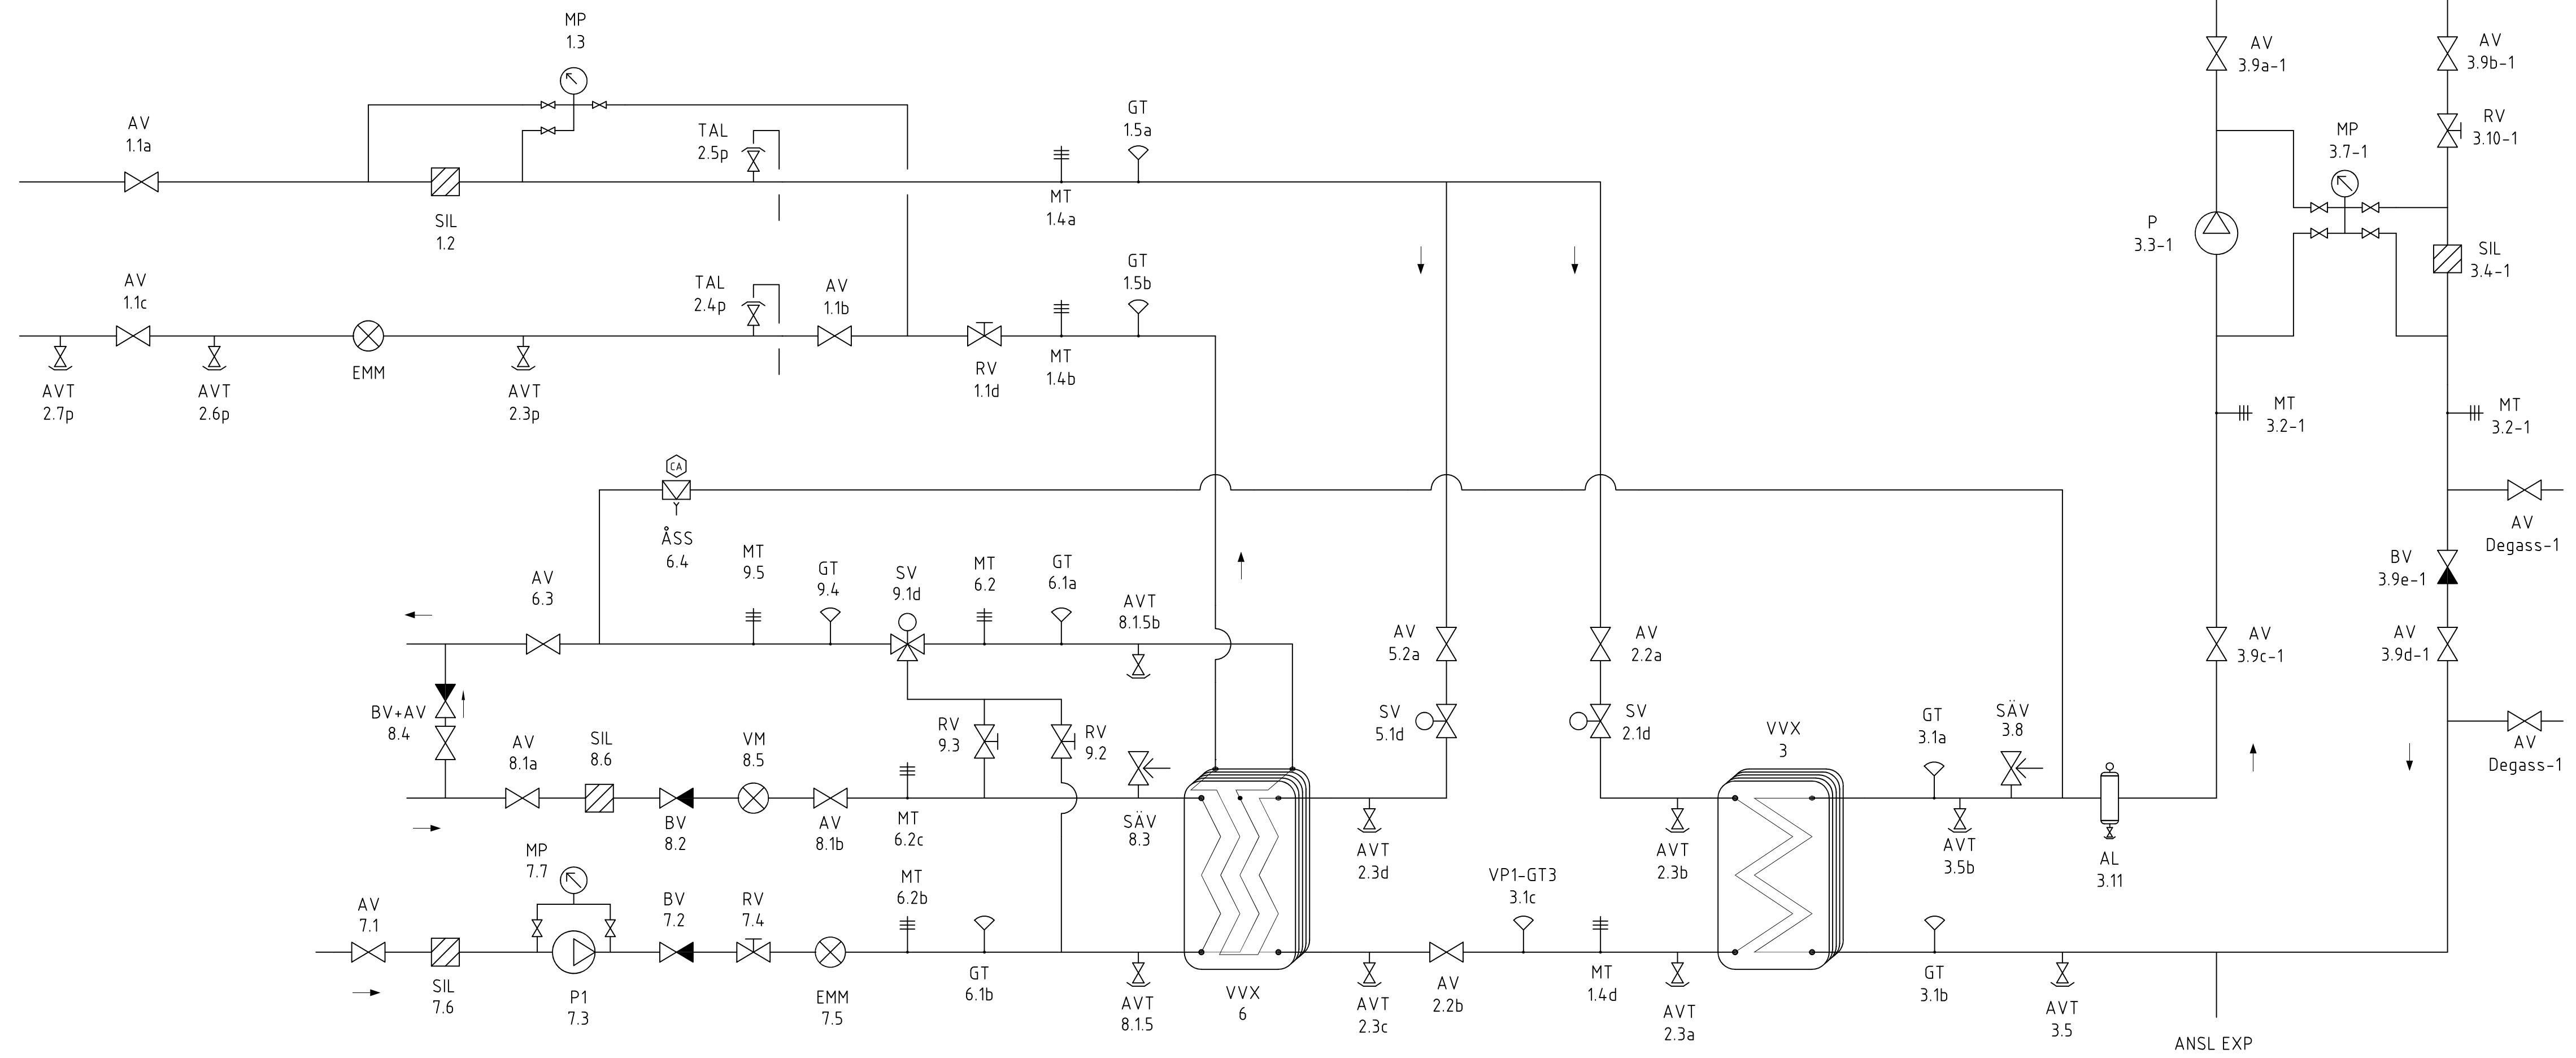 MP
1.3
AV
1.1a
SIL
1.2
TAL
2.5p
GT
1.5a
MT
1.4a
AV
3.9a-1
AV
3.9b-1
RV
3.10-1
MP
3.7-1
P
3.3-1
SIL
3.4-1
AV
1.1c
TAL
2.4p
AV
1.1b
GT
1.5b
AVT
2.7p
AVT
2.6p
EMM
AVT
2.3p
RV
1.1d
MT
1.4b
MT
3.2-1
MT
3.2-1
CA
ÅSS
6.4
AV
Degass-1
AV
6.3
MT
9.5
GT
9.4
SV
9.1d
MT
6.2
GT
6.1a
AVT
8.1.5b
AV
5.2a
AV
2.2a
BV
3.9e-1
AV
3.9c-1
AV
3.9d-1
BV+AV
8.4
AV
8.1a
SIL
8.6
VM
8.5
RV
9.3
RV
9.2
SV
5.1d
SV
2.1d
VVX
3
GT
3.1a
SÄV
3.8
AV
Degass-1
BV
8.2
AV
8.1b
MT
6.2c
SÄV
8.3
AVT
2.3d
AVT
2.3b
AVT
3.5b
AL
3.11
MP
7.7
AV
7.1
BV
7.2
RV
7.4
MT
6.2b
VP1-GT3
3.1c
SIL
7.6
P1
7.3
EMM
7.5
GT
6.1b
AVT
8.1.5
VVX
6
AVT
2.3c
AV
2.2b
MT
1.4d
AVT
2.3a
GT
3.1b
AVT
3.5
ANSL EXP